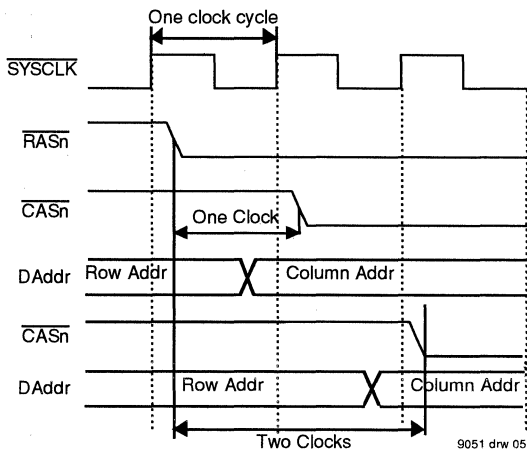 One clock cycle
SYSCLK
RASn
CASn
One Clock
DAddr Row Addr Column Addr
CASn
DAddr Row Addr Column Addr
Two Clocks
9051 drw 05